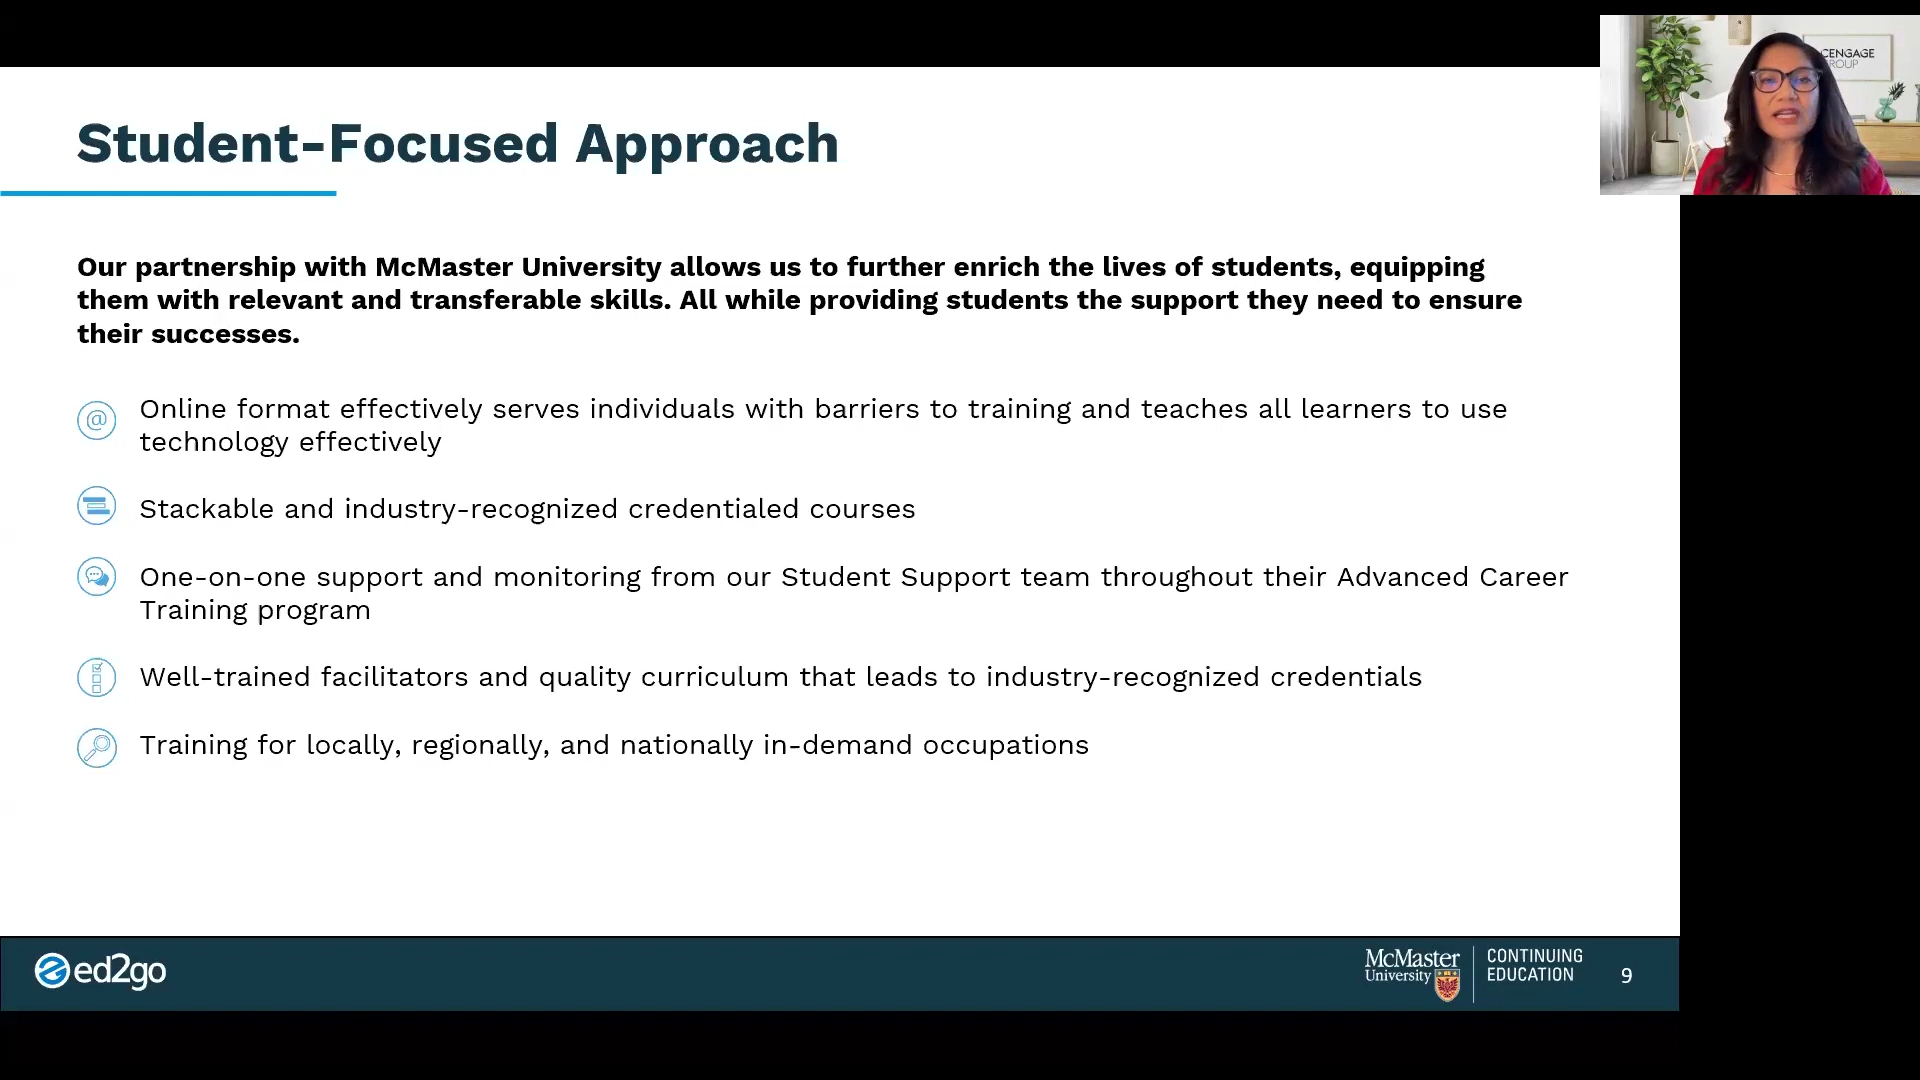 CENGAGE
GROUP
Student-Focused Approach
Our partnership with McMaster University allows us to further enrich the lives of students, equipping
them with relevant and transferable skills. All while providing students the support they need to ensure
their successes.
@
Online format effectively serves individuals with barriers to training and teaches all learners to use
technology effectively
Stackable and industry-recognized credentialed courses
One-on-one support and monitoring from our Student Support team throughout their Advanced Career
Training program
Well-trained facilitators and quality curriculum that leads to industry-recognized credentials
Training for locally, regionally, and nationally in-demand occupations
ed2go
McMaster
University
CONTINUING
EDUCATION
9